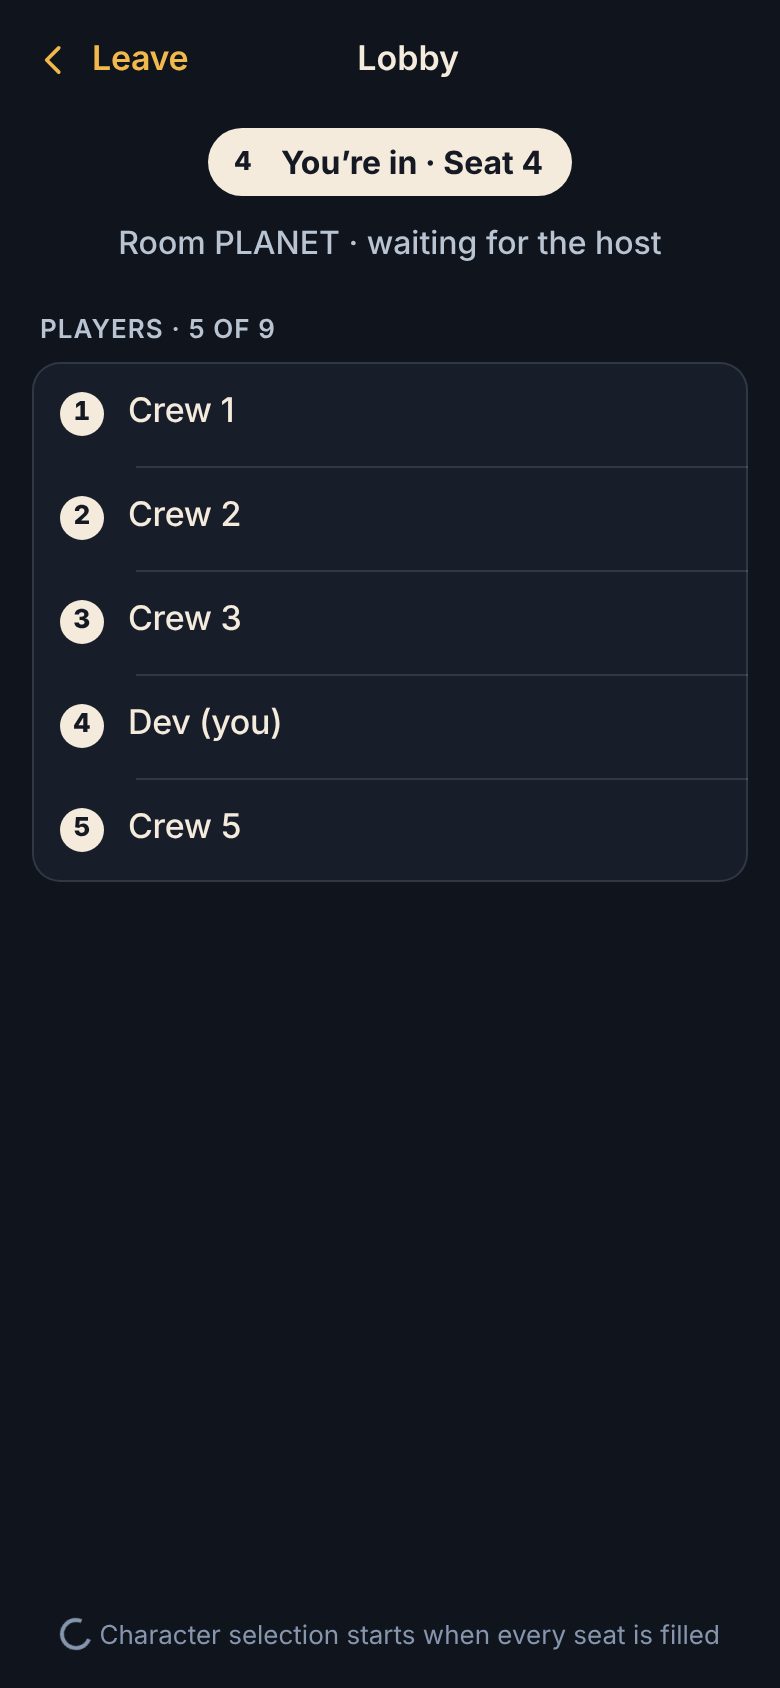 Leave
Lobby
4 You’re in · Seat 4
Room PLANET · waiting for the host
PLAYERS · 5 OF 9
1 Crew 1
2 Crew 2
3 Crew 3
4 Dev (you)
5 Crew 5
Character selection starts when every seat is filled